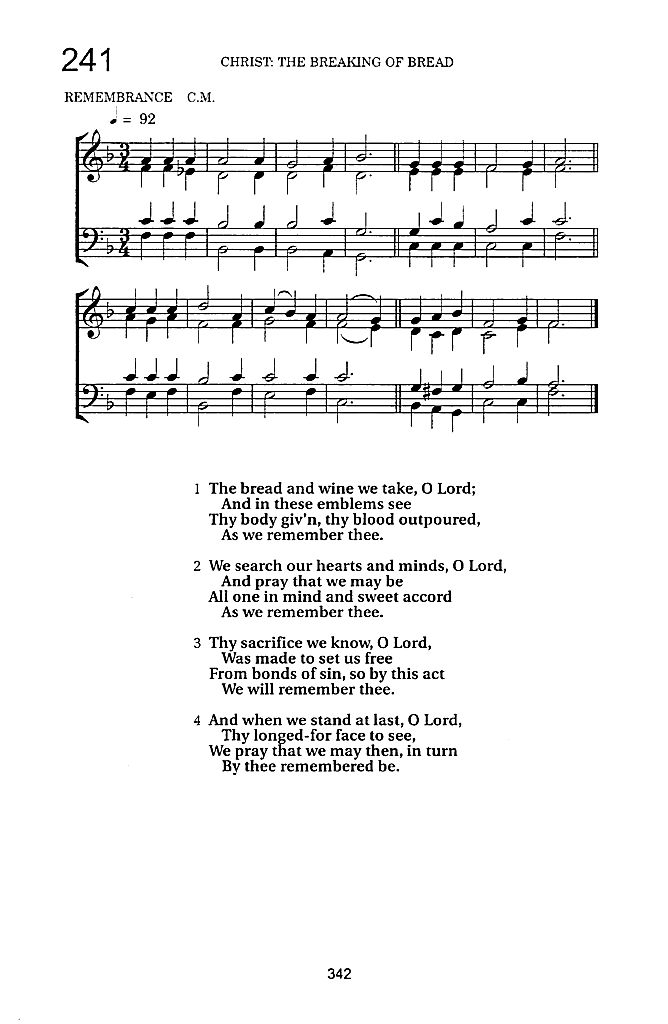 241
CHRIST: THE BREAKING OF BREAD
REMEMBRANCE C.M.
♩ = 92
1 The bread and wine we take, O Lord;
And in these emblems see
Thy body giv'n, thy blood outpoured,
As we remember thee.
2 We search our hearts and minds, O Lord,
And pray that we may be
All one in mind and sweet accord
As we remember thee.
3 Thy sacrifice we know, O Lord,
Was made to set us free
From bonds of sin, so by this act
We will remember thee.
4 And when we stand at last, O Lord,
Thy longed-for face to see,
We pray that we may then, in turn
By thee remembered be.
342